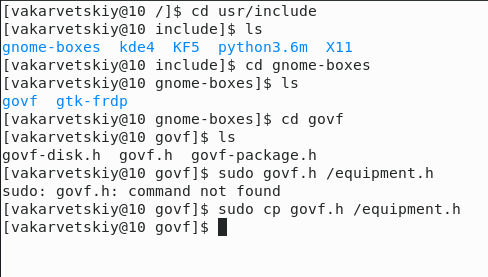 [vakarvetskiy@10 /]$ cd usr/include
[vakarvetskiy@10 include]$ ls
gnome-boxes  kde4  KF5  python3.6m  X11
[vakarvetskiy@10 include]$ cd gnome-boxes
[vakarvetskiy@10 gnome-boxes]$ ls
govf  gtk-frdp
[vakarvetskiy@10 gnome-boxes]$ cd govf
[vakarvetskiy@10 govf]$ ls
govf-disk.h  govf.h  govf-package.h
[vakarvetskiy@10 govf]$ sudo govf.h /equipment.h
sudo: govf.h: command not found
[vakarvetskiy@10 govf]$ sudo cp govf.h /equipment.h
[vakarvetskiy@10 govf]$